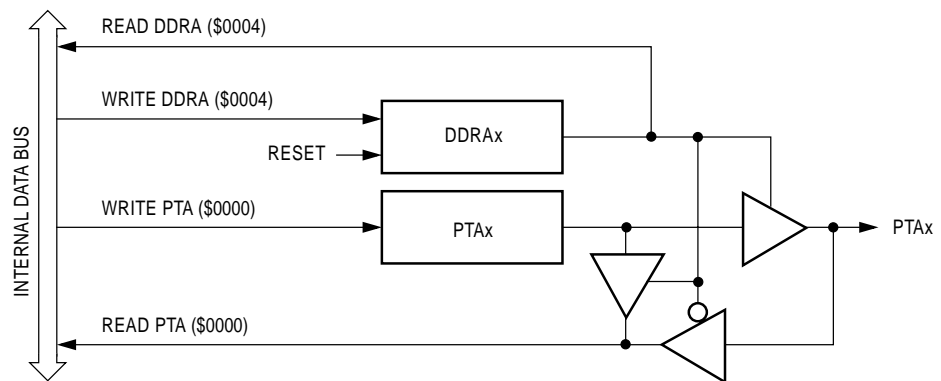 READ DDRA ($0004)
WRITE DDRA ($0004)
DDRAx
RESET
WRITE PTA ($0000)
PTAx
PTAx
READ PTA ($0000)
INTERNAL DATA BUS